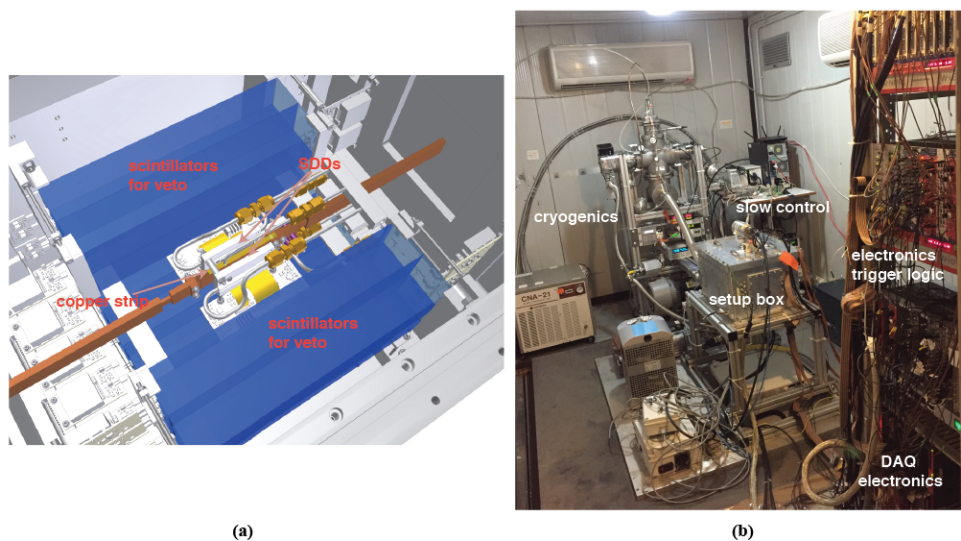 scintillators
for veto
SDDs
copper strip
scintillators
for veto
cryogenics
slow control
electronics
trigger logic
CNA-21
setup box
DAQ
electronics
(a)
(b)